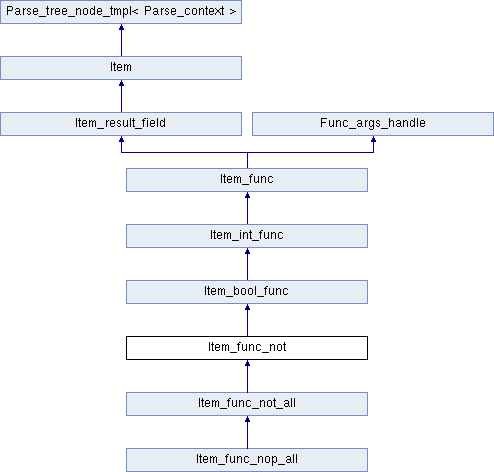 Parse_tree_node_tmpl< Parse_context >
Item
Item_result_field
Func_args_handle
Item_func
Item_int_func
Item_bool_func
Item_func_not
Item_func_not_all
Item_func_nop_all